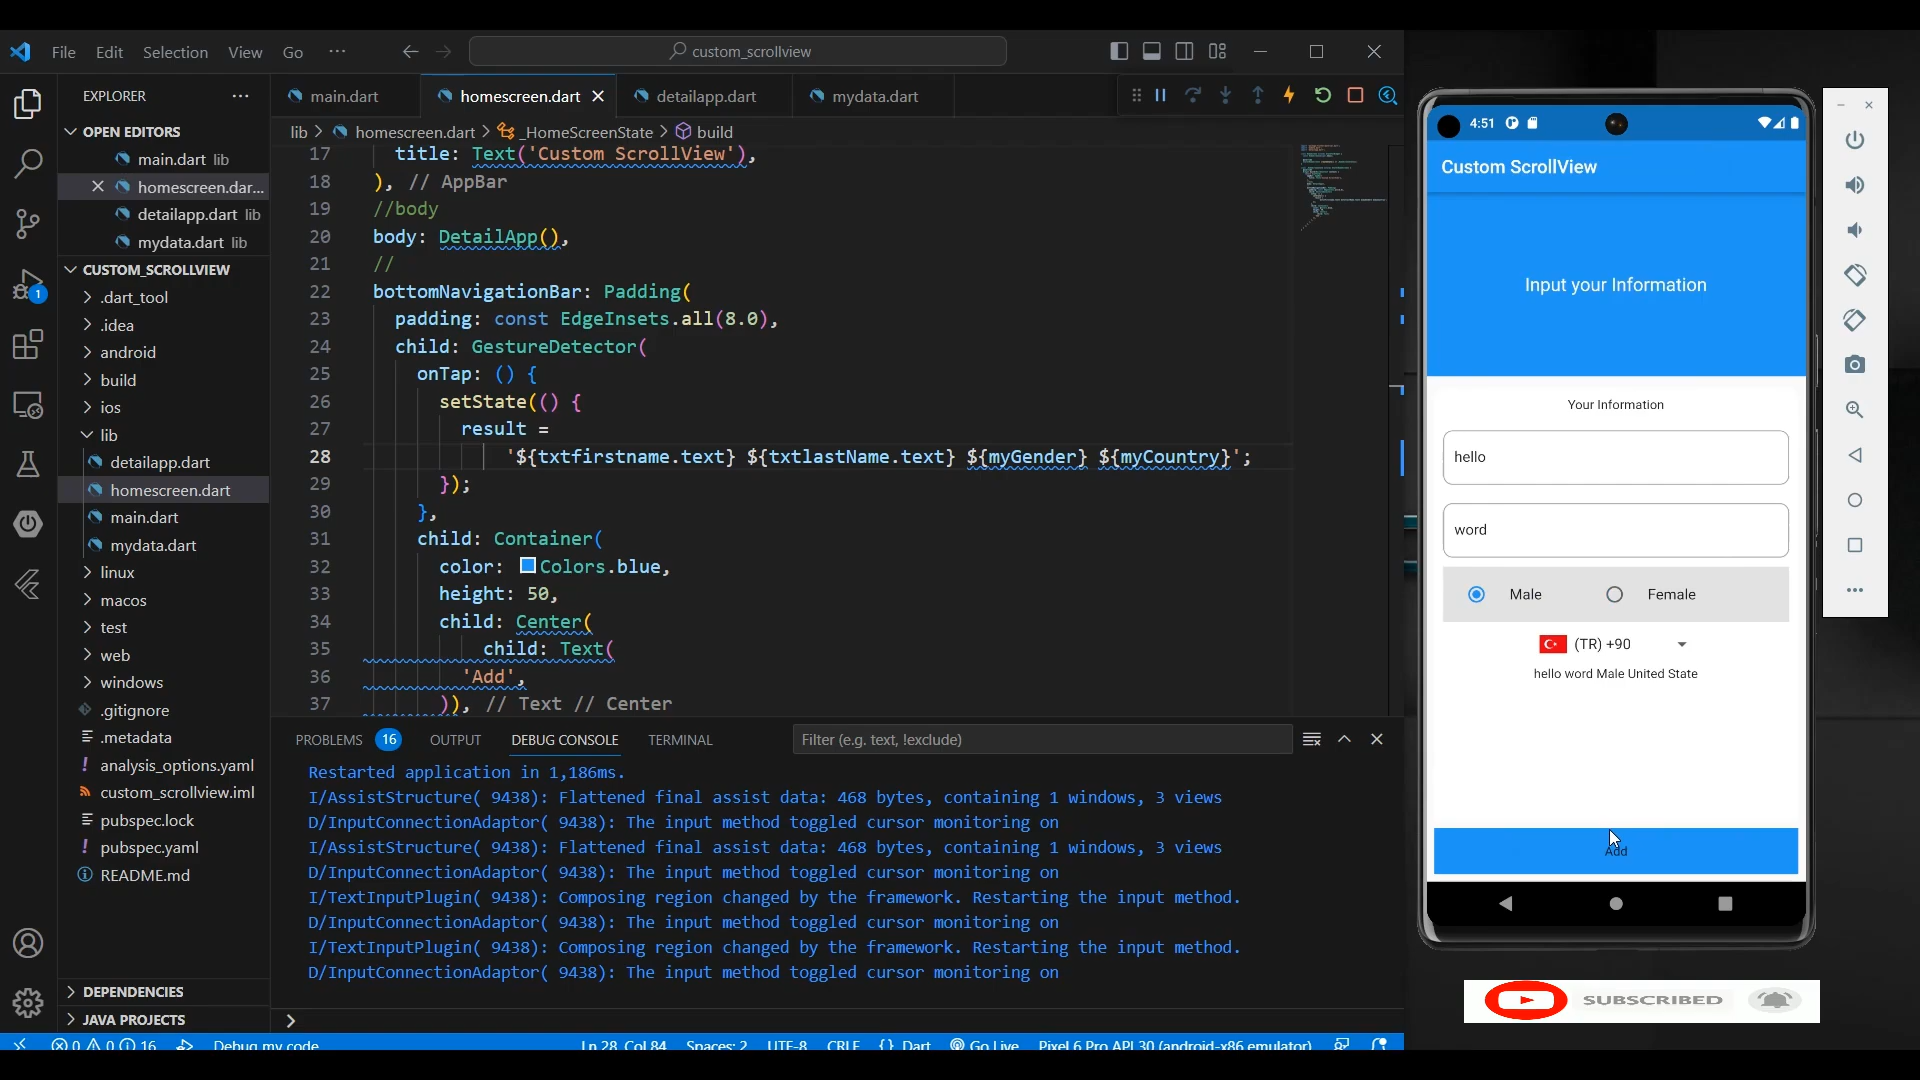 File Edit Selection View Go ··· custom_scrollview
EXPLORER ···
OPEN EDITORS
main.dart lib
homescreen.dar...
detailapp.dart lib
mydata.dart lib
CUSTOM_SCROLLVIEW
.dart_tool
.idea
android
build
ios
lib
detailapp.dart
homescreen.dart
main.dart
mydata.dart
linux
macos
test
web
windows
.gitignore
.metadata
! analysis_options.yaml
custom_scrollview.iml
pubspec.lock
! pubspec.yaml
README.md
DEPENDENCIES
JAVA PROJECTS
1
main.dart homescreen.dart detailapp.dart mydata.dart
lib > homescreen.dart > _HomeScreenState > build
17 title: Text('Custom ScrollView'),
18 ), // AppBar
19 //body
20 body: DetailApp(),
21 //
22 bottomNavigationBar: Padding(
23 padding: const EdgeInsets.all(8.0),
24 child: GestureDetector(
25 onTap: () {
26 setState(() {
27 result =
28 '${txtfirstname.text} ${txtlastName.text} ${myGender} ${myCountry}';
29 });
30 },
31 child: Container(
32 color: Colors.blue,
33 height: 50,
34 child: Center(
35 child: Text(
36 'Add',
37 )), // Text // Center
PROBLEMS 16 OUTPUT DEBUG CONSOLE TERMINAL Filter (e.g. text, !exclude)
Restarted application in 1,186ms.
I/AssistStructure( 9438): Flattened final assist data: 468 bytes, containing 1 windows, 3 views
D/InputConnectionAdaptor( 9438): The input method toggled cursor monitoring on
I/AssistStructure( 9438): Flattened final assist data: 468 bytes, containing 1 windows, 3 views
D/InputConnectionAdaptor( 9438): The input method toggled cursor monitoring on
I/TextInputPlugin( 9438): Composing region changed by the framework. Restarting the input method.
D/InputConnectionAdaptor( 9438): The input method toggled cursor monitoring on
I/TextInputPlugin( 9438): Composing region changed by the framework. Restarting the input method.
D/InputConnectionAdaptor( 9438): The input method toggled cursor monitoring on
>
0 0 16 Debug my code Ln 28, Col 84 Spaces: 2 UTF-8 CRLF {} Dart Go Live Pixel 6 Pro API 30 (android-x86 emulator)
4:51
Custom ScrollView
Input your Information
Your Information
hello
word
Male Female
(TR) +90
hello word Male United State
Add
SUBSCRIBED